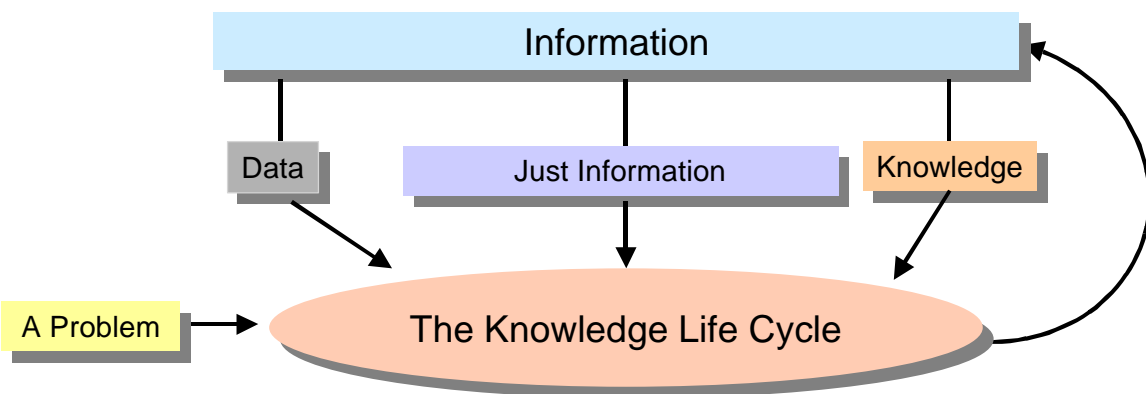 Information
Data
Just Information
Knowledge
A Problem
The Knowledge Life Cycle